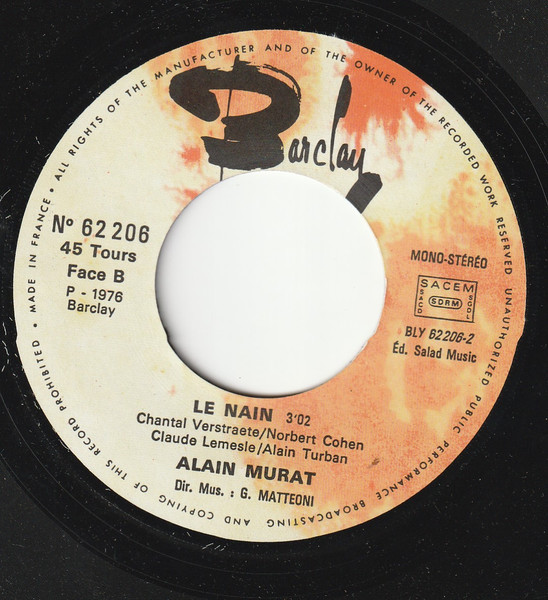 Barclay
ALL RIGHTS OF THE MANUFACTURER AND OF THE OWNER OF THE RECORDED WORK RESERVED UNAUTHORIZED PUBLIC PERFORMANCE BROADCASTING AND COPYING OF THIS RECORD PROHIBITED • MADE IN FRANCE •
N° 62 206
45 Tours
Face B
P - 1976
Barclay
MONO-STÉRÉO
SACEM
SACD
SDRM
SGDL
BLY 62206-2
Éd. Salad Music
LE NAIN 3'02
Chantal Verstraete/Norbert Cohen
Claude Lemesle/Alain Turban
ALAIN MURAT
Dir. Mus. : G. MATTEONI